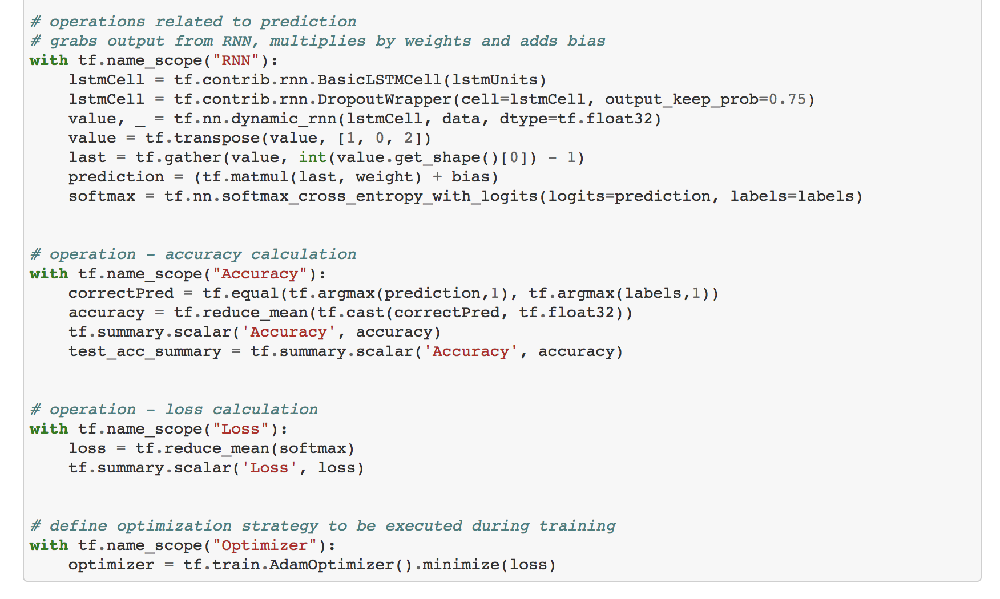 # operations related to prediction
# grabs output from RNN, multiplies by weights and adds bias
with tf.name_scope("RNN"):
    lstmCell = tf.contrib.rnn.BasicLSTMCell(lstmUnits)
    lstmCell = tf.contrib.rnn.DropoutWrapper(cell=lstmCell, output_keep_prob=0.75)
    value, _ = tf.nn.dynamic_rnn(lstmCell, data, dtype=tf.float32)
    value = tf.transpose(value, [1, 0, 2])
    last = tf.gather(value, int(value.get_shape()[0]) - 1)
    prediction = (tf.matmul(last, weight) + bias)
    softmax = tf.nn.softmax_cross_entropy_with_logits(logits=prediction, labels=labels)
# operation - accuracy calculation
with tf.name_scope("Accuracy"):
    correctPred = tf.equal(tf.argmax(prediction,1), tf.argmax(labels,1))
    accuracy = tf.reduce_mean(tf.cast(correctPred, tf.float32))
    tf.summary.scalar('Accuracy', accuracy)
    test_acc_summary = tf.summary.scalar('Accuracy', accuracy)
# operation - loss calculation
with tf.name_scope("Loss"):
    loss = tf.reduce_mean(softmax)
    tf.summary.scalar('Loss', loss)
# define optimization strategy to be executed during training
with tf.name_scope("Optimizer"):
    optimizer = tf.train.AdamOptimizer().minimize(loss)